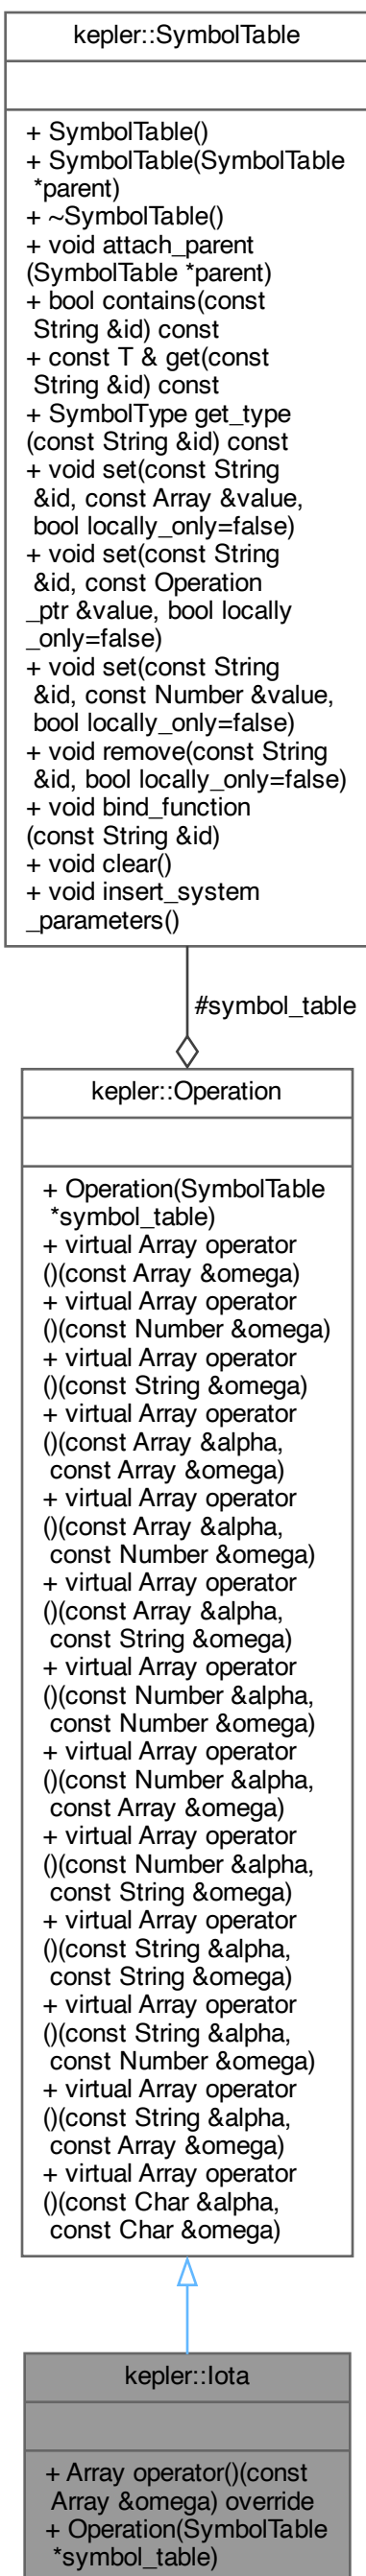 kepler::SymbolTable
+ SymbolTable()
+ SymbolTable(SymbolTable
*parent)
+ ~SymbolTable()
+ void attach_parent
(SymbolTable *parent)
+ bool contains(const
String &id) const
+ const T & get(const
String &id) const
+ SymbolType get_type
(const String &id) const
+ void set(const String
&id, const Array &value,
bool locally_only=false)
+ void set(const String
&id, const Operation
_ptr &value, bool locally
_only=false)
+ void set(const String
&id, const Number &value,
bool locally_only=false)
+ void remove(const String
&id, bool locally_only=false)
+ void bind_function
(const String &id)
+ void clear()
+ void insert_system
_parameters()
#symbol_table
kepler::Operation
+ Operation(SymbolTable
*symbol_table)
+ virtual Array operator
()(const Array &omega)
+ virtual Array operator
()(const Number &omega)
+ virtual Array operator
()(const String &omega)
+ virtual Array operator
()(const Array &alpha,
const Array &omega)
+ virtual Array operator
()(const Array &alpha,
const Number &omega)
+ virtual Array operator
()(const Array &alpha,
const String &omega)
+ virtual Array operator
()(const Number &alpha,
const Number &omega)
+ virtual Array operator
()(const Number &alpha,
const Array &omega)
+ virtual Array operator
()(const Number &alpha,
const String &omega)
+ virtual Array operator
()(const String &alpha,
const String &omega)
+ virtual Array operator
()(const String &alpha,
const Number &omega)
+ virtual Array operator
()(const String &alpha,
const Array &omega)
+ virtual Array operator
()(const Char &alpha,
const Char &omega)
kepler::Iota
+ Array operator()(const
Array &omega) override
+ Operation(SymbolTable
*symbol_table)